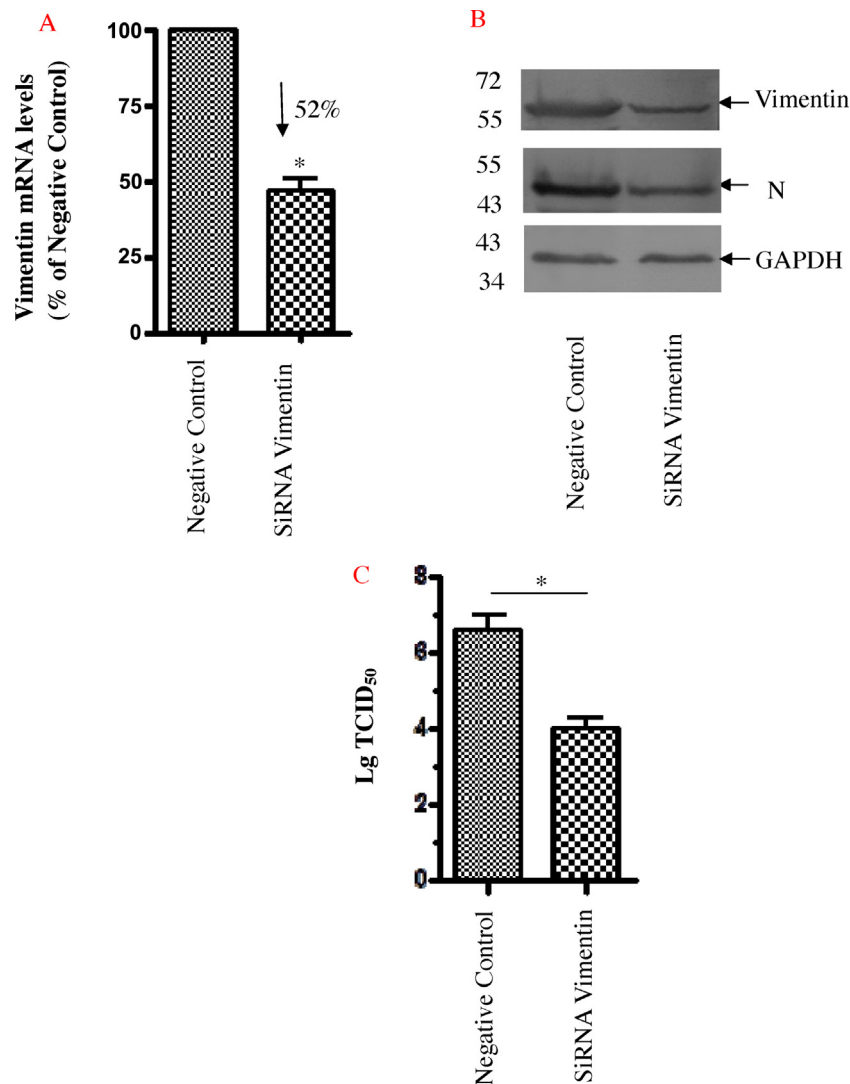 A
Vimentin mRNA levels
(% of Negative Control)
100
75
50
25
0
52%
*
Negative Control
SiRNA Vimentin
B
72
55
Vimentin
55
43
N
43
34
GAPDH
Negative Control
SiRNA Vimentin
C
Lg TCID₅₀
8
6
4
2
0
*
Negative Control
SiRNA Vimentin